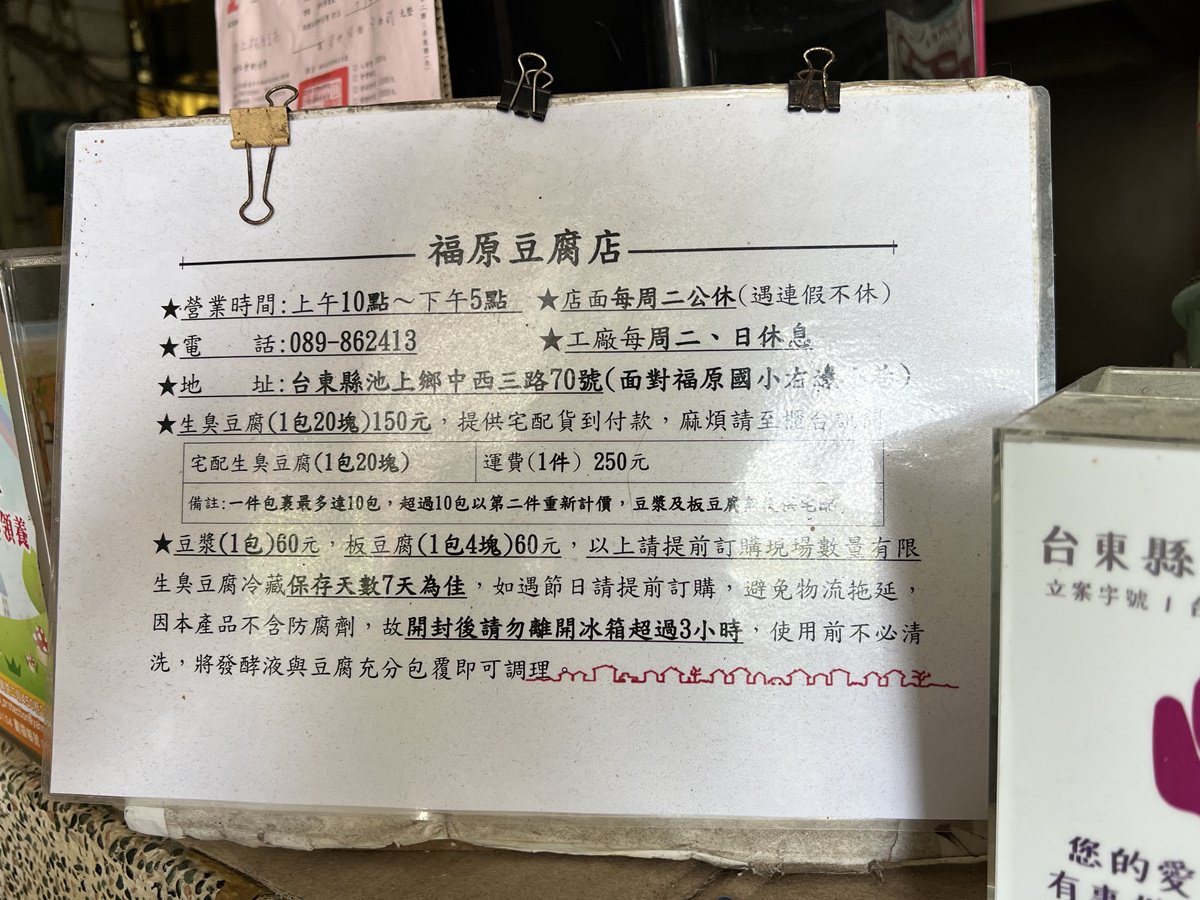 福原豆腐店
★營業時間:上午10點～下午5點 ★店面每周二公休(遇連假不休)
★電 話:089-862413 ★工廠每周二、日休息
★地 址:台東縣池上鄉中西三路70號(面對福原國小右邊
★生臭豆腐(1包20塊)150元，提供宅配貨到付款，麻煩請至櫃台
宅配生臭豆腐(1包20塊) 運費(1件) 250元
備註:一件包裹最多達10包，超過10包以第二件重新計價，豆漿及板豆腐
★豆漿(1包)60元，板豆腐(1包4塊)60元，以上請提前訂購現場數量有限
生臭豆腐冷藏保存天數7天為佳，如遇節日請提前訂購，避免物流拖延，
因本產品不含防腐劑，故開封後請勿離開冰箱超過3小時，使用前不必清
洗，將發酵液與豆腐充分包覆即可調理
領養
台東縣
立案字號
您的愛